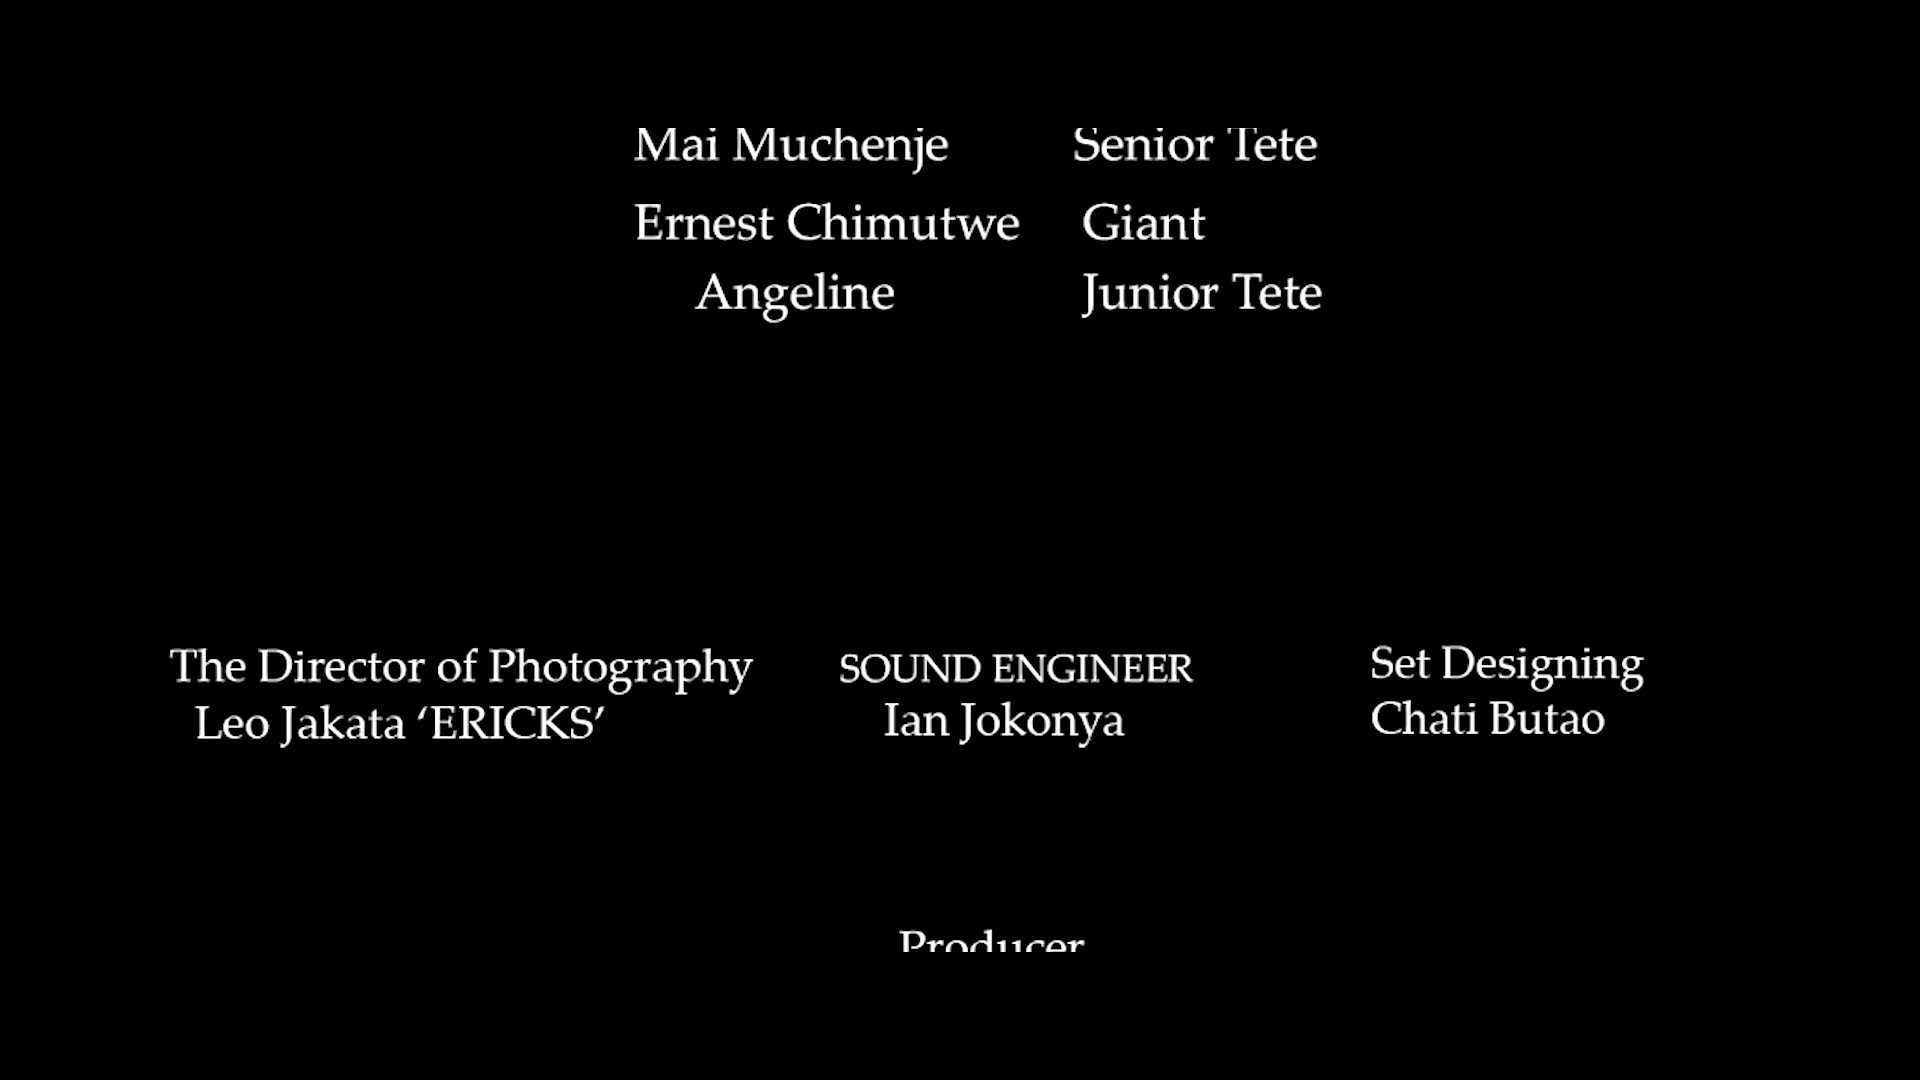 Mai Muchenje Senior Tete
Ernest Chimutwe Giant
Angeline Junior Tete
The Director of Photography
Leo Jakata ‘ERICKS’
SOUND ENGINEER
Ian Jokonya
Set Designing
Chati Butao
Producer